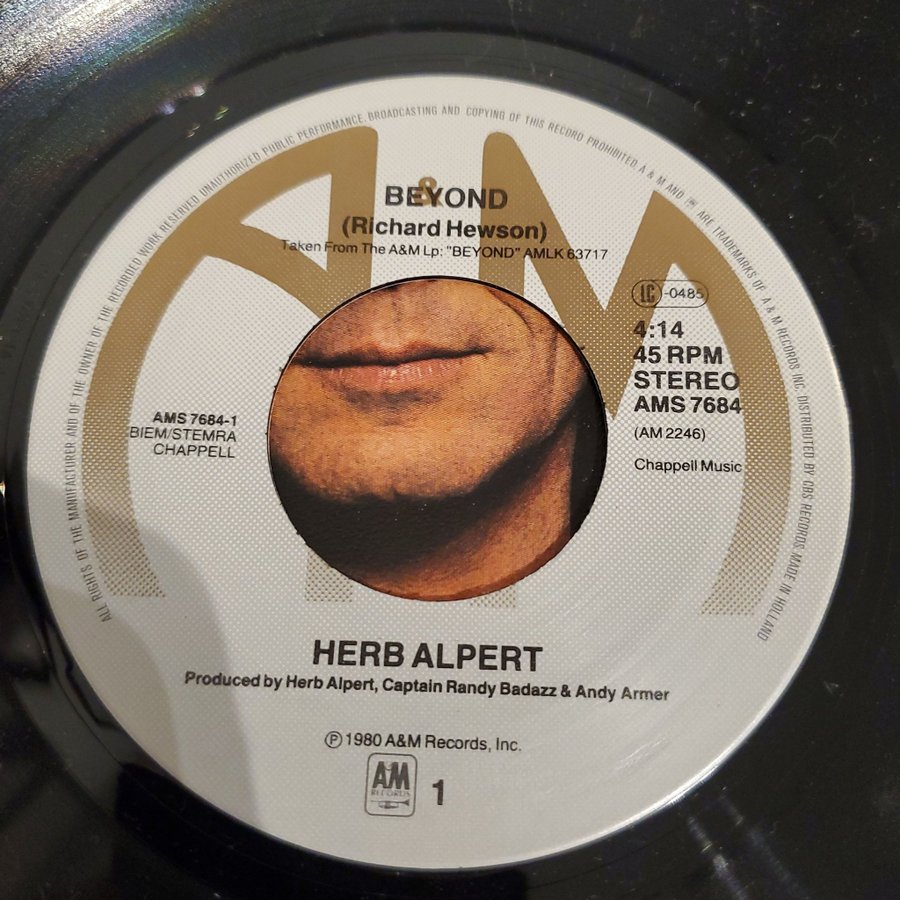 ALL RIGHTS OF THE MANUFACTURER AND OF THE OWNER OF THE RECORDED WORK RESERVED UNAUTHORIZED PUBLIC PERFORMANCE, BROADCASTING AND COPYING OF THIS RECORD PROHIBITED A & M AND AM ARE TRADEMARKS OF A & M RECORDS INC. DISTRIBUTED BY CBS RECORDS MADE IN HOLLAND
A&M
BEYOND
(Richard Hewson)
Taken From The A&M Lp: "BEYOND" AMLK 63717
LC-0485
4:14
45 RPM
STEREO
AMS 7684
(AM 2246)
Chappell Music
AMS 7684-1
BIEM/STEMRA
CHAPPELL
HERB ALPERT
Produced by Herb Alpert, Captain Randy Badazz & Andy Armer
Ⓟ 1980 A&M Records, Inc.
A&M
RECORDS
1